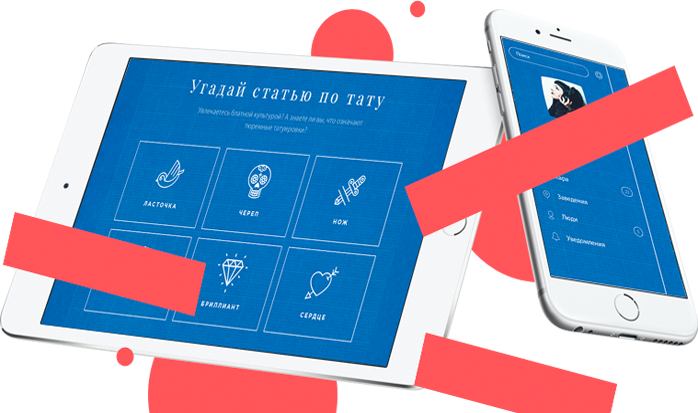 Угадай статью по тату
Увлекаетесь блатной культурой? А знаете ли вы, что означают
тюремные татуировки?
ЛАСТОЧКА
ЧЕРЕП
НОЖ
БРИЛЛИАНТ
СЕРДЦЕ
Поиск
Заведения
Люди
Уведомления